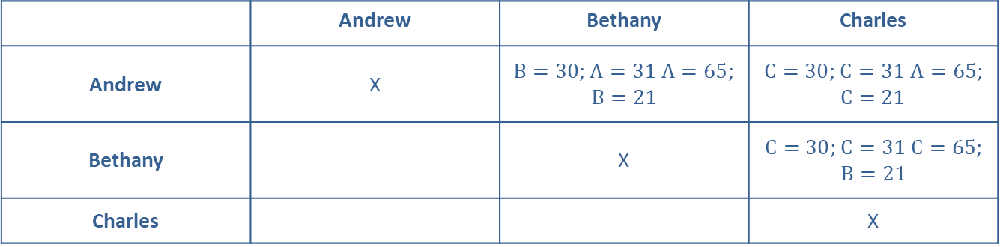 Andrew Bethany Charles
Andrew X B = 30; A = 31 A = 65; C = 30; C = 31 A = 65;
B = 21 C = 21
Bethany X C = 30; C = 31 C = 65;
B = 21
Charles X